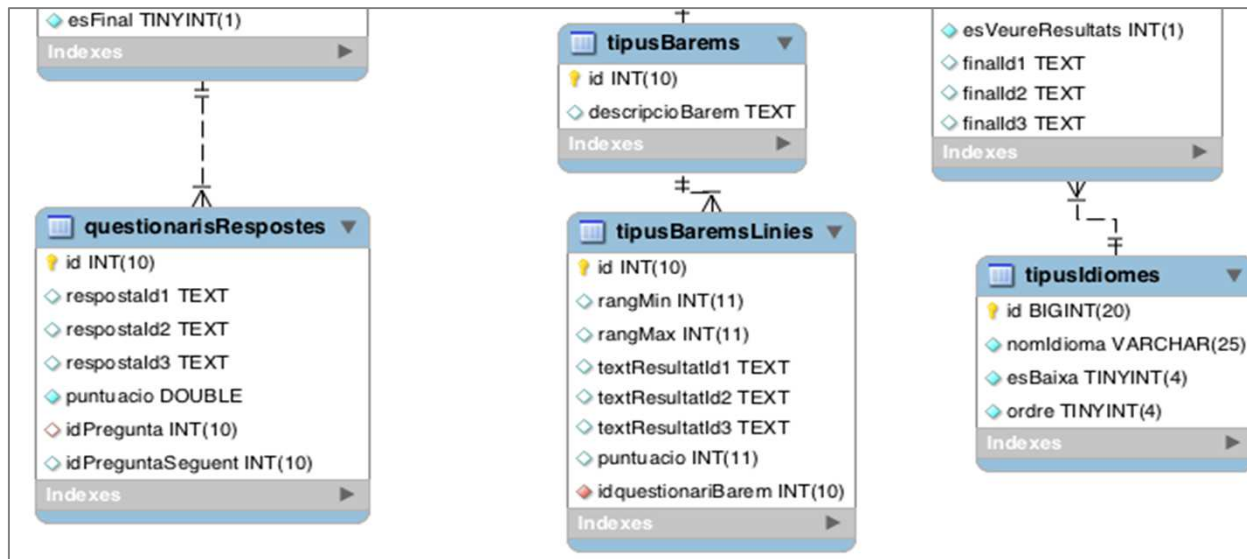 esFinal TINYINT(1)
Indexes
questionarisRespostes
id INT(10)
respostaId1 TEXT
respostaId2 TEXT
respostaId3 TEXT
puntuacio DOUBLE
idPregunta INT(10)
idPreguntaSeguent INT(10)
Indexes
tipusBarems
id INT(10)
descripcioBarem TEXT
Indexes
tipusBaremsLinies
id INT(10)
rangMin INT(11)
rangMax INT(11)
textResultatId1 TEXT
textResultatId2 TEXT
textResultatId3 TEXT
puntuacio INT(11)
idquestionariBarem INT(10)
Indexes
esVeureResultats INT(1)
finalId1 TEXT
finalId2 TEXT
finalId3 TEXT
Indexes
tipusIdiomes
id BIGINT(20)
nomIdioma VARCHAR(25)
esBaixa TINYINT(4)
ordre TINYINT(4)
Indexes